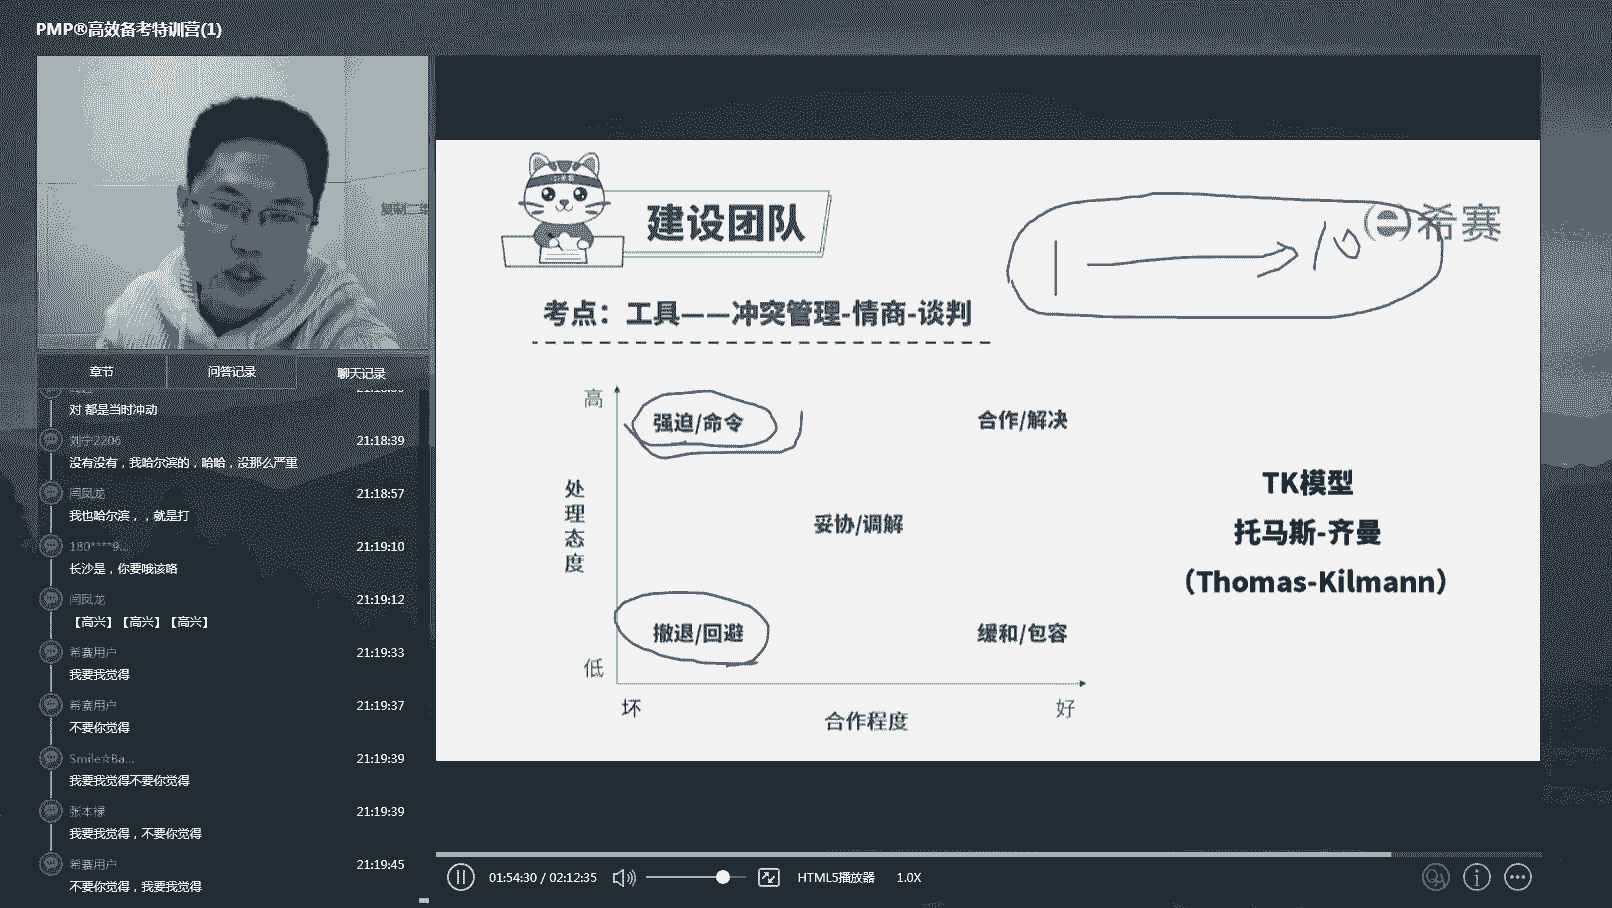 PMP®高效备考特训营(1)
章节
问答记录
聊天记录
对 都是当时冲动
刘宁2206
21:18:39
没有没有，我哈尔滨的，哈哈，没那么严重
闫凤龙
21:18:57
我也哈尔滨，，就是打
180****9...
21:19:10
长沙是，你要哦该咯
闫凤龙
21:19:12
【高兴】【高兴】【高兴】
希赛用户
21:19:33
我要我觉得
希赛用户
21:19:37
不要你觉得
Smile☆Ba...
21:19:39
我要我觉得不要你觉得
张本禄
21:19:39
我要我觉得，不要你觉得
希赛用户
21:19:45
不要你觉得，我要我觉得
建设团队
1 → 10
希赛
考点：工具——冲突管理-情商-谈判
高
强迫/命令
合作/解决
处理态度
妥协/调解
撤退/回避
缓和/包容
低
坏
合作程度
好
TK模型
托马斯-齐曼
（Thomas-Kilmann）
01:54:30 / 02:12:35
HTML5播放器
1.0X